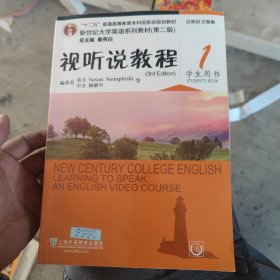 "十二五"普通高等教育本科国家级规划教材
新世纪大学英语系列教材(第二版)
总主编 秦秀白
视听说教程 1
(3rd Edition)
学生用书
STUDENT'S BOOK
Susan Stempleski
杨惠中
NEW CENTURY COLLEGE ENGLISH
LEARNING TO SPEAK:
AN ENGLISH VIDEO COURSE
上海外语教育出版社